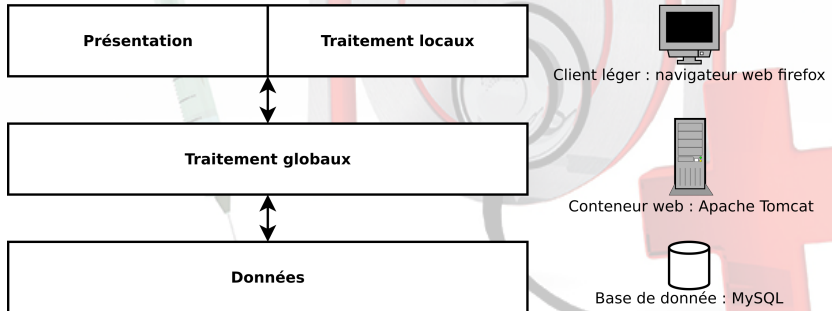 Présentation
Traitement locaux
Client léger : navigateur web firefox
Traitement globaux
Conteneur web : Apache Tomcat
Données
Base de donnée : MySQL